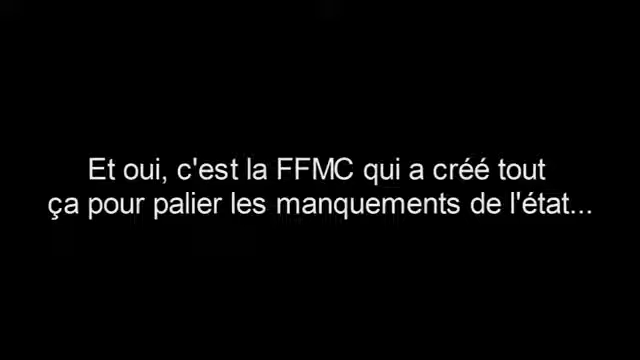 Et oui, c'est la FFMC qui a créé tout
ça pour palier les manquements de l'état...